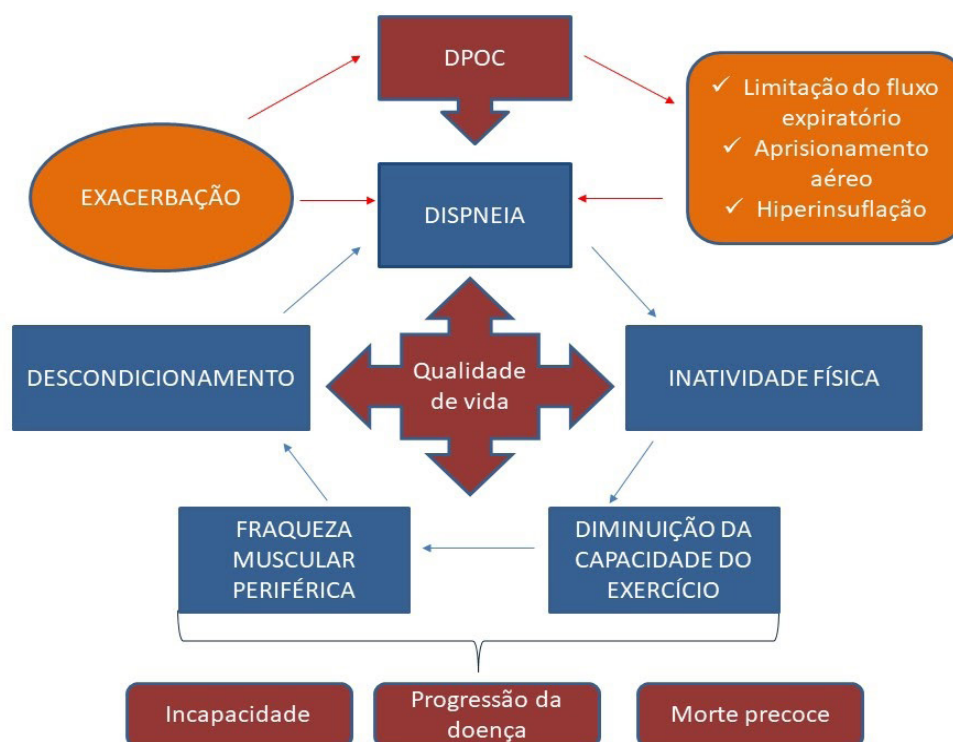 DPOC
✓ Limitação do fluxo
expiratório
✓ Aprisionamento
aéreo
✓ Hiperinsuflação
EXACERBAÇÃO
DISPNEIA
DESCONDICIONAMENTO
Qualidade
de vida
INATIVIDADE FÍSICA
FRAQUEZA
MUSCULAR
PERIFÉRICA
DIMINUIÇÃO DA
CAPACIDADE DO
EXERCÍCIO
Incapacidade
Progressão da
doença
Morte precoce